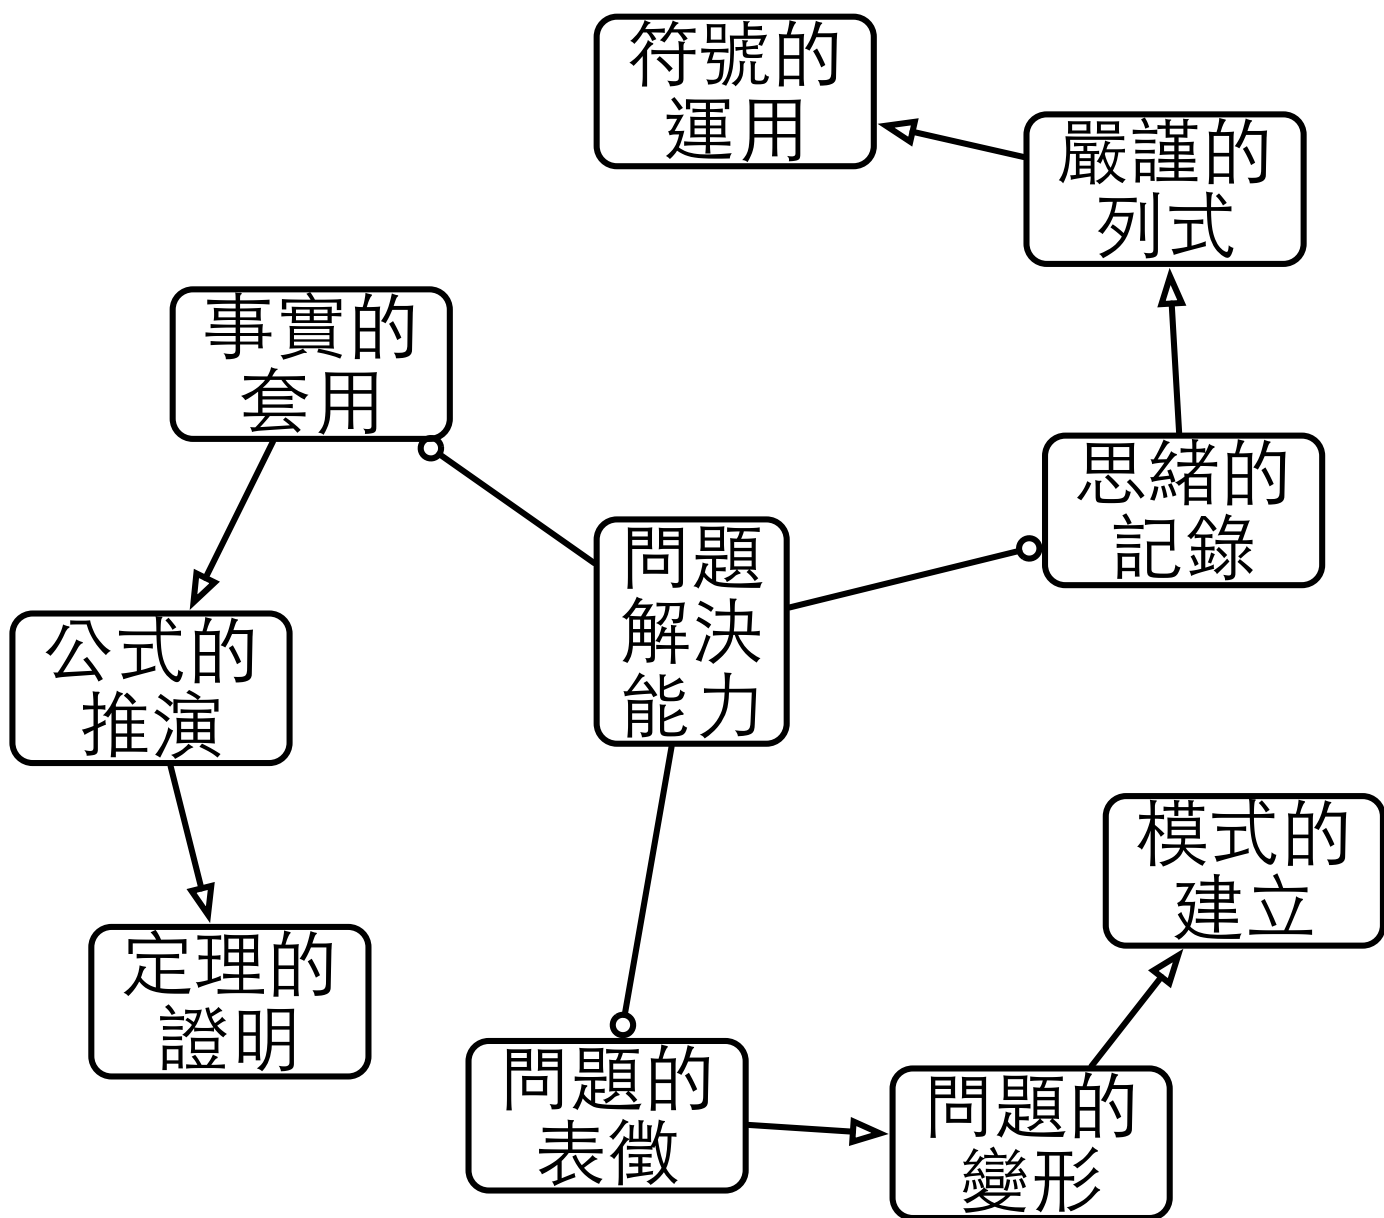 符號的
運用
嚴謹的
列式
事實的
套用
思緒的
記錄
問題
解決
能力
公式的
推演
模式的
建立
定理的
證明
問題的
表徵
問題的
變形